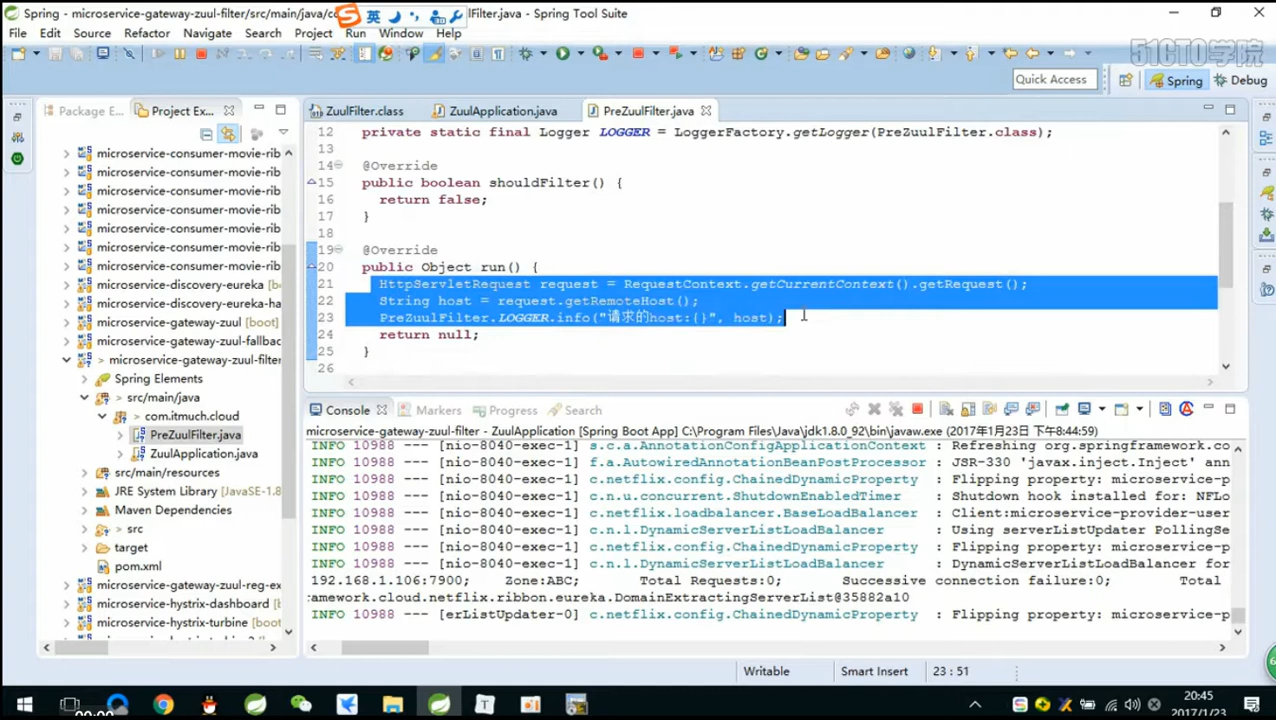 Spring - microservice-gateway-zuul-filter/src/main/java/co
英
lFilter.java - Spring Tool Suite
File Edit Source Refactor Navigate Search Project Run Window Help
51CTO学院
Quick Access
Spring
Debug
Package E...
Project Ex...
ZuulFilter.class
ZuulApplication.java
PreZuulFilter.java
microservice-consumer-movie-rib
microservice-consumer-movie-rib
microservice-consumer-movie-rib
microservice-consumer-movie-rib
microservice-consumer-movie-rib
microservice-consumer-movie-rib
microservice-consumer-movie-rib
microservice-discovery-eureka [b
microservice-discovery-eureka-ha
microservice-gateway-zuul [boot]
microservice-gateway-zuul-fallbac
> microservice-gateway-zuul-filter
Spring Elements
> src/main/java
> com.itmuch.cloud
PreZuulFilter.java
ZuulApplication.java
src/main/resources
JRE System Library [JavaSE-1.8
Maven Dependencies
> src
target
pom.xml
microservice-gateway-zuul-reg-ex
microservice-hystrix-dashboard [
microservice-hystrix-turbine [boot
12 private static final Logger LOGGER = LoggerFactory.getLogger(PreZuulFilter.class);
13
14 @Override
15 public boolean shouldFilter() {
16 return false;
17 }
18
19 @Override
20 public Object run() {
21 HttpServletRequest request = RequestContext.getCurrentContext().getRequest();
22 String host = request.getRemoteHost();
23 PreZuulFilter.LOGGER.info("请求的host:{}", host);
24 return null;
25 }
26
Console
Markers
Progress
Search
microservice-gateway-zuul-filter - ZuulApplication [Spring Boot App] C:\Program Files\Java\jdk1.8.0_92\bin\javaw.exe (2017年1月23日 下午8:44:59)
INFO 10988 --- [nio-8040-exec-1] s.c.a.AnnotationConfigApplicationContext : Refreshing org.springframework.co
INFO 10988 --- [nio-8040-exec-1] f.a.AutowiredAnnotationBeanPostProcessor : JSR-330 'javax.inject.Inject' ann
INFO 10988 --- [nio-8040-exec-1] c.netflix.config.ChainedDynamicProperty : Flipping property: microservice-p
INFO 10988 --- [nio-8040-exec-1] c.n.u.concurrent.ShutdownEnabledTimer : Shutdown hook installed for: NFLo
INFO 10988 --- [nio-8040-exec-1] c.netflix.loadbalancer.BaseLoadBalancer : Client:microservice-provider-user
INFO 10988 --- [nio-8040-exec-1] c.n.l.DynamicServerListLoadBalancer : Using serverListUpdater PollingSe
INFO 10988 --- [nio-8040-exec-1] c.netflix.config.ChainedDynamicProperty : Flipping property: microservice-p
INFO 10988 --- [nio-8040-exec-1] c.n.l.DynamicServerListLoadBalancer : DynamicServerListLoadBalancer for
192.168.1.106:7900; Zone:ABC; Total Requests:0; Successive connection failure:0; Total
amework.cloud.netflix.ribbon.eureka.DomainExtractingServerList@35882a10
INFO 10988 --- [erListUpdater-0] c.netflix.config.ChainedDynamicProperty : Flipping property: microservice-p
Writable
Smart Insert
23 : 51
20:45
2017/1/23